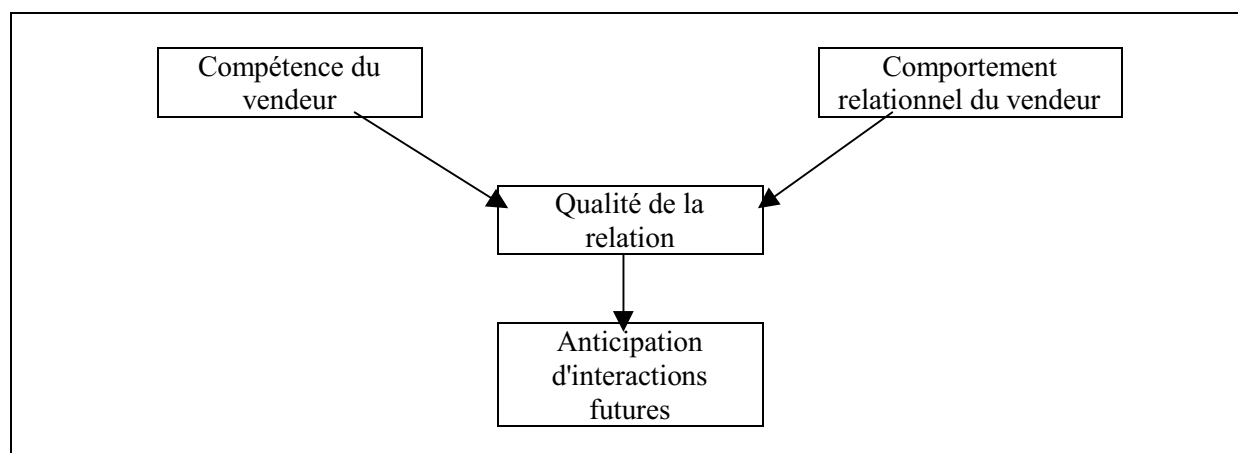 Compétence du
vendeur
Comportement
relationnel du vendeur
Qualité de la
relation
Anticipation
d'interactions
futures